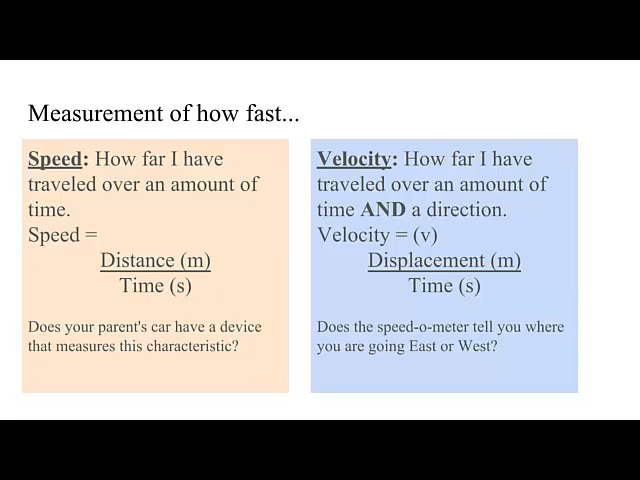 Measurement of how fast...
Speed: How far I have
traveled over an amount of
time.
Speed =
Distance (m)
Time (s)
Does your parent's car have a device
that measures this characteristic?
Velocity: How far I have
traveled over an amount of
time AND a direction.
Velocity = (v)
Displacement (m)
Time (s)
Does the speed-o-meter tell you where
you are going East or West?